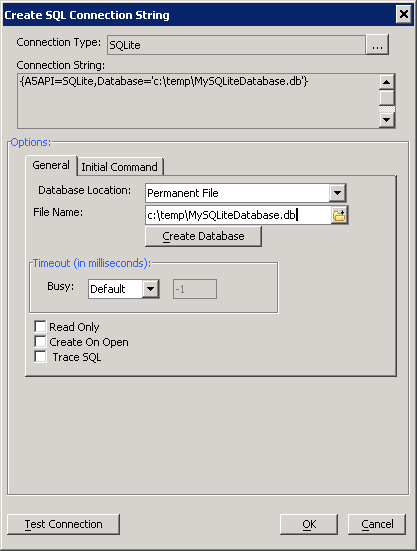 Create SQL Connection String
Connection Type: SQLite ...
Connection String:
{A5API=SQLite,Database='c:\temp\MySQLiteDatabase.db'}
Options:
General Initial Command
Database Location: Permanent File
File Name: c:\temp\MySQLiteDatabase.db
Create Database
Timeout (in milliseconds):
Busy: Default -1
Read Only
Create On Open
Trace SQL
Test Connection OK Cancel